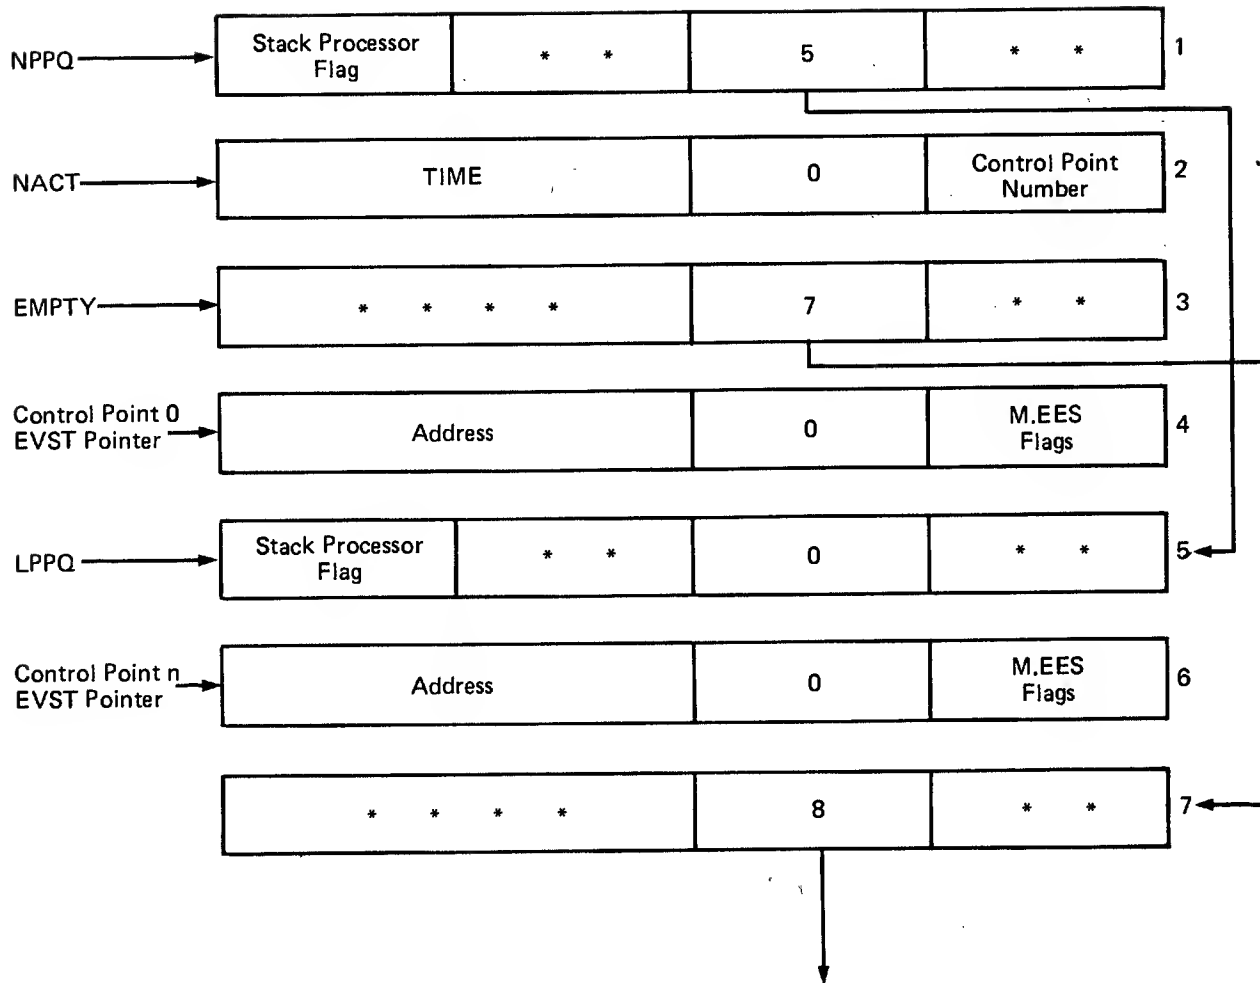 NPPQ Stack Processor Flag * * 5 * * 1
NACT TIME 0 Control Point Number 2
EMPTY * * * * 7 * * 3
Control Point 0 EVST Pointer Address 0 M.EES Flags 4
LPPQ Stack Processor Flag * * 0 * * 5
Control Point n EVST Pointer Address 0 M.EES Flags 6
* * * * 8 * * 7